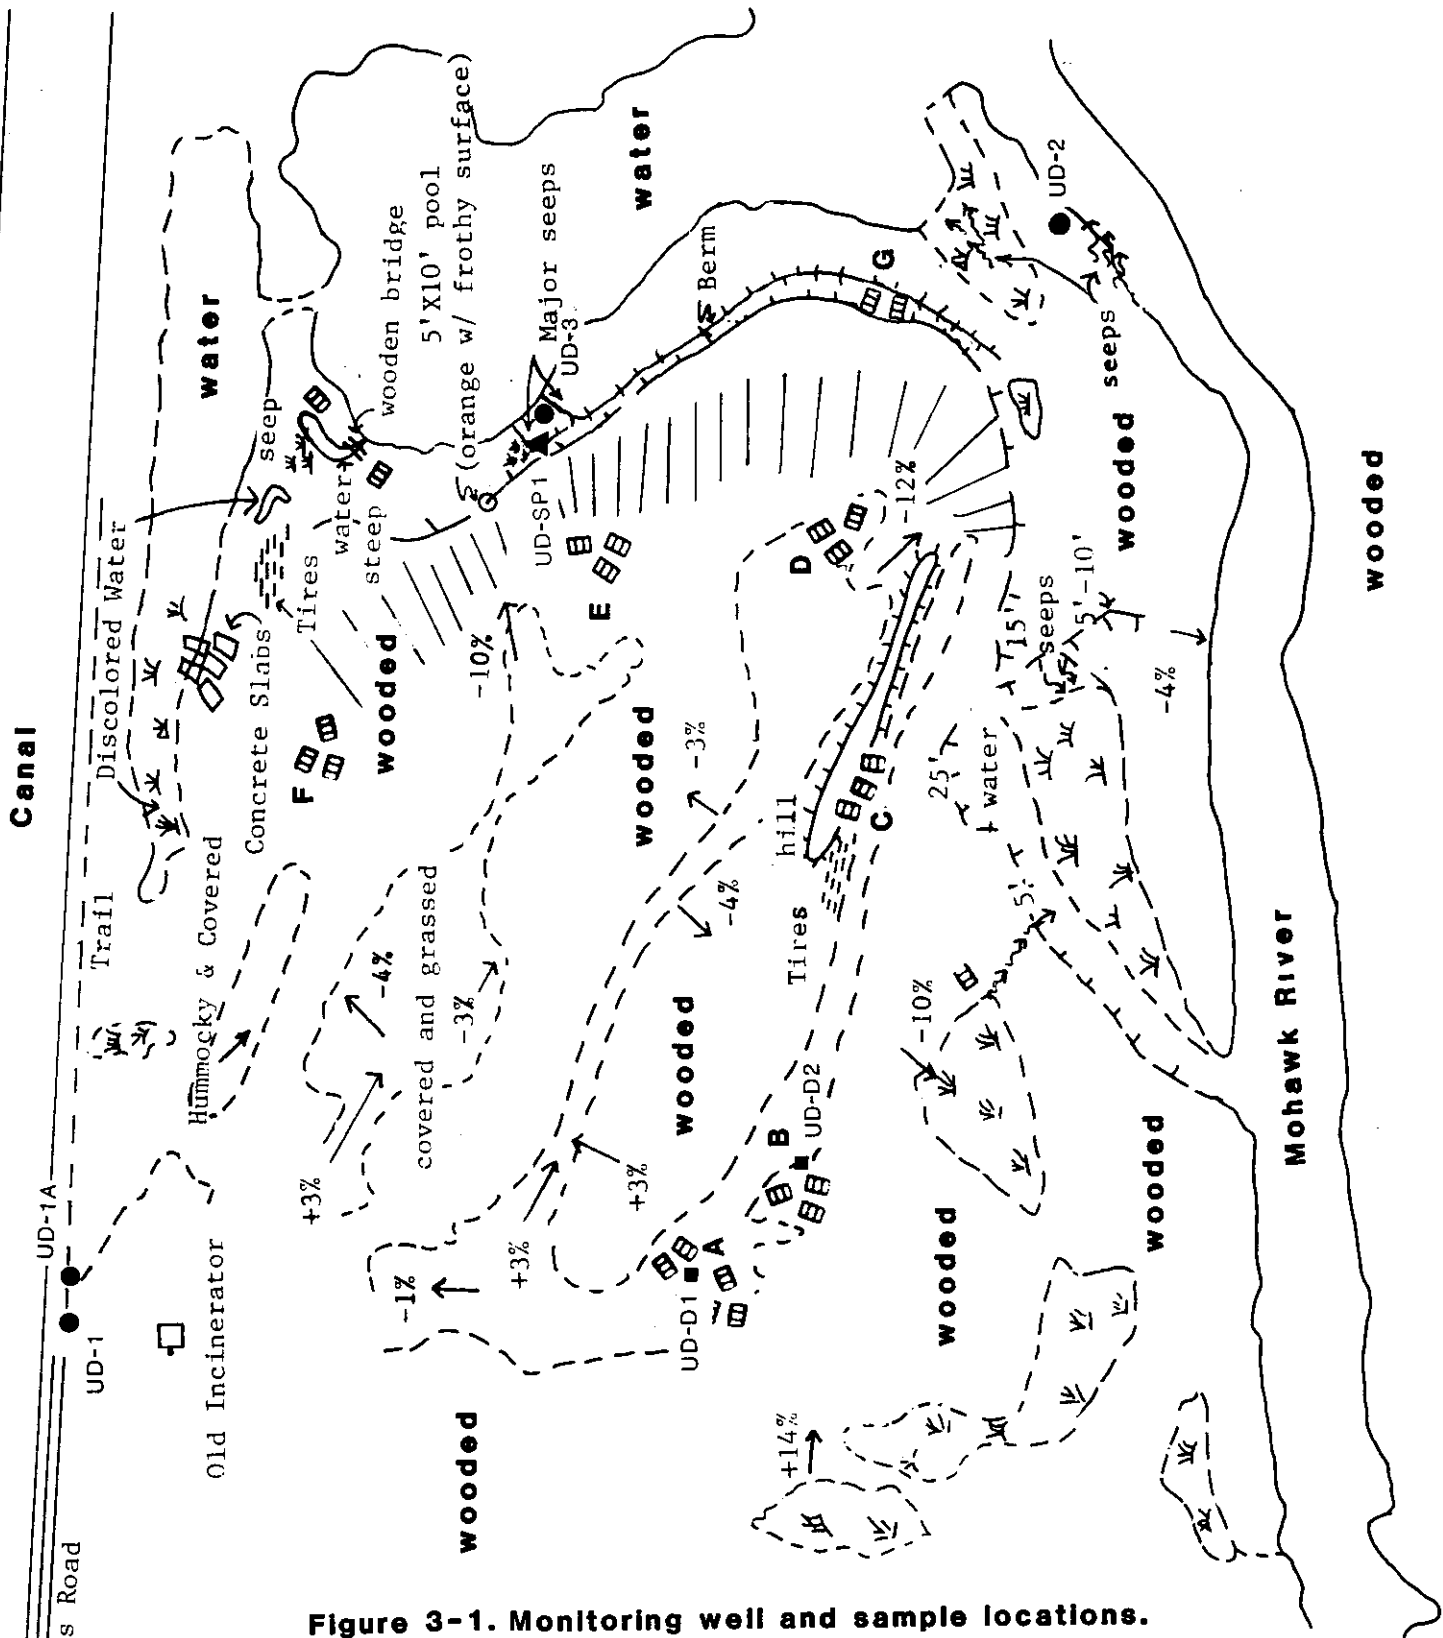 Canal
s Road
UD-1
UD-1A
Trail
Discolored Water
Old Incinerator
Hummocky & Covered
Concrete Slabs
Tires
seep
water
water
steep
wooden bridge
5'X10' pool
(orange w/ frothy surface)
Major seeps
UD-3
UD-SP1
water
Berm
G
UD-2
seeps
F
wooded
-10%
E
D
-12%
+3%
-4%
covered and grassed
-3%
wooded
-3%
-4%
hill
C
Tires
25'
water
15'
seeps
5'-10'
wooded
-4%
wooded
-1%
+3%
+3%
wooded
UD-D1
A
B
UD-D2
-10%
5'
wooded
wooded
wooded
+14%
Mohawk River
Figure 3-1. Monitoring well and sample locations.